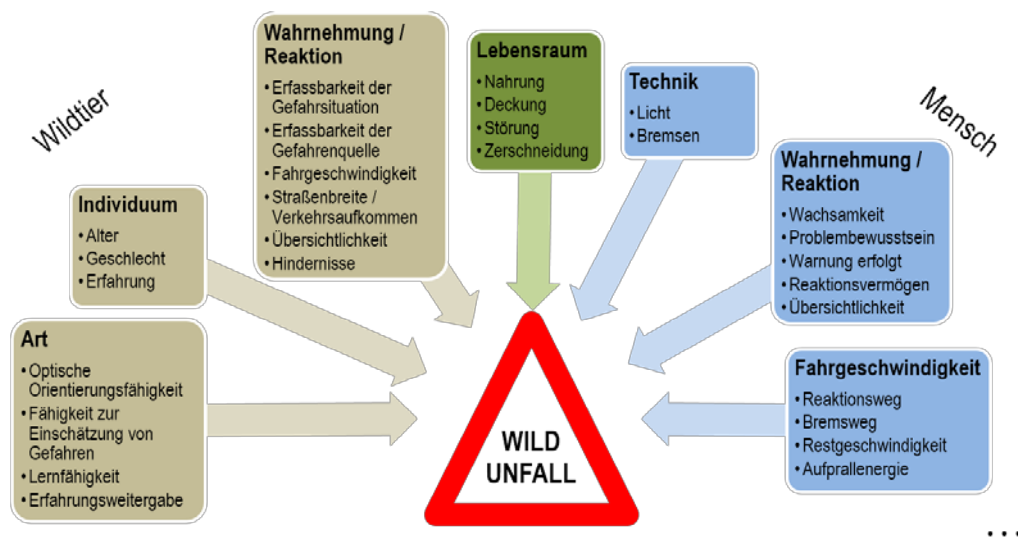 Wildtier
Mensch
Art
• Optische
Orientierungsfähigkeit
• Fähigkeit zur
Einschätzung von
Gefahren
• Lernfähigkeit
• Erfahrungsweitergabe
Individuum
• Alter
• Geschlecht
• Erfahrung
Wahrnehmung /
Reaktion
• Erfassbarkeit der
Gefahrsituation
• Erfassbarkeit der
Gefahrenquelle
• Fahrgeschwindigkeit
• Straßenbreite /
Verkehrsaufkommen
• Übersichtlichkeit
• Hindernisse
Lebensraum
• Nahrung
• Deckung
• Störung
• Zerschneidung
Technik
• Licht
• Bremsen
Wahrnehmung /
Reaktion
• Wachsamkeit
• Problembewusstsein
• Warnung erfolgt
• Reaktionsvermögen
• Übersichtlichkeit
Fahrgeschwindigkeit
• Reaktionsweg
• Bremsweg
• Restgeschwindigkeit
• Aufprallenergie
WILD
UNFALL
...